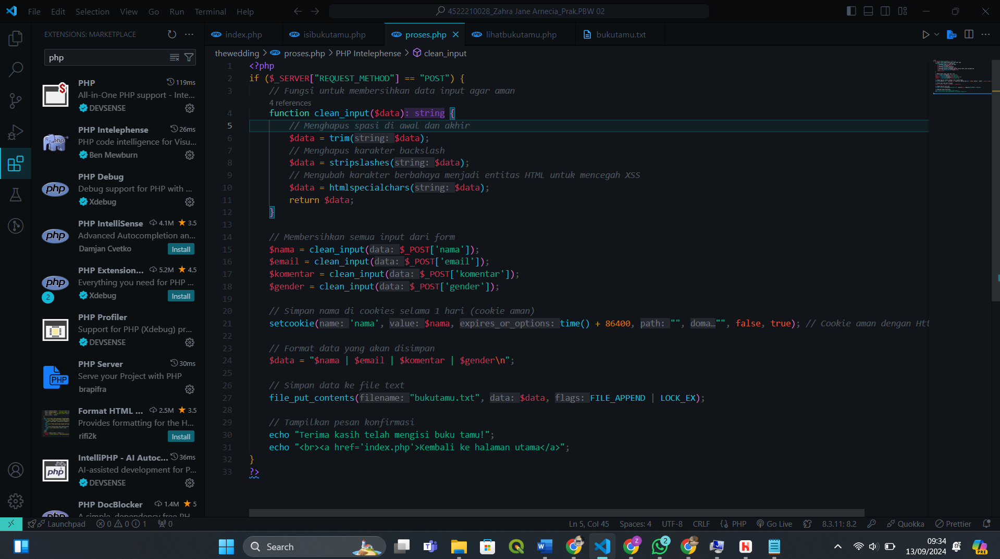 File Edit Selection View Go Run Terminal Help
4522210028_Zahra Jane Arnecia_Prak.PBW 02
EXTENSIONS: MARKETPLACE
php
PHP 119ms
All-in-One PHP support - Inte...
DEVSENSE
PHP Intelephense 26ms
PHP code intelligence for Visu...
Ben Mewburn
PHP Debug
Debug support for PHP with ...
Xdebug
PHP IntelliSense 4.1M 3.5
Advanced Autocompletion an...
Damjan Cvetko Install
PHP Extension... 5.2M 4.5
Everything you need for PHP ...
Xdebug Install
2
PHP Profiler
Support for PHP (Xdebug) pr...
DEVSENSE
PHP Server 30ms
Serve your Project with PHP
brapifra
Format HTML ... 2.5M 3.5
Provides formatting for the H...
rifi2k Install
IntelliPHP - AI Autoc... 36ms
AI-assisted development for P...
DEVSENSE
PHP DocBlocker 1.4M 5
A simple, dependency free PH...
index.php isibukutamu.php proses.php lihatbukutamu.php bukutamu.txt
thewedding > proses.php > PHP Intelephense > clean_input
1 <?php
2 if ($_SERVER["REQUEST_METHOD"] == "POST") {
3 // Fungsi untuk membersihkan data input agar aman
4 references
4 function clean_input($data): string {
5 // Menghapus spasi di awal dan akhir
6 $data = trim(string: $data);
7 // Menghapus karakter backslash
8 $data = stripslashes(string: $data);
9 // Mengubah karakter berbahaya menjadi entitas HTML untuk mencegah XSS
10 $data = htmlspecialchars(string: $data);
11 return $data;
12 }
13
14 // Membersihkan semua input dari form
15 $nama = clean_input(data: $_POST['nama']);
16 $email = clean_input(data: $_POST['email']);
17 $komentar = clean_input(data: $_POST['komentar']);
18 $gender = clean_input(data: $_POST['gender']);
19
20 // Simpan nama di cookies selama 1 hari (cookie aman)
21 setcookie(name: 'nama', value: $nama, expires_or_options: time() + 86400, path: "", doma…"", false, true); // Cookie aman dengan Htt
22
23 // Format data yang akan disimpan
24 $data = "$nama | $email | $komentar | $gender\n";
25
26 // Simpan data ke file text
27 file_put_contents(filename: "bukutamu.txt", data: $data, flags: FILE_APPEND | LOCK_EX);
28
29 // Tampilkan pesan konfirmasi
30 echo "Terima kasih telah mengisi buku tamu!";
31 echo "<br><a href='index.php'>Kembali ke halaman utama</a>";
32 }
33 ?>
Launchpad 0 0 1 0 Ln 5, Col 45 Spaces: 4 UTF-8 CRLF {} PHP Go Live 8.3.11: 8.2 Quokka Prettier
Search 2 09:34
13/09/2024 PRE